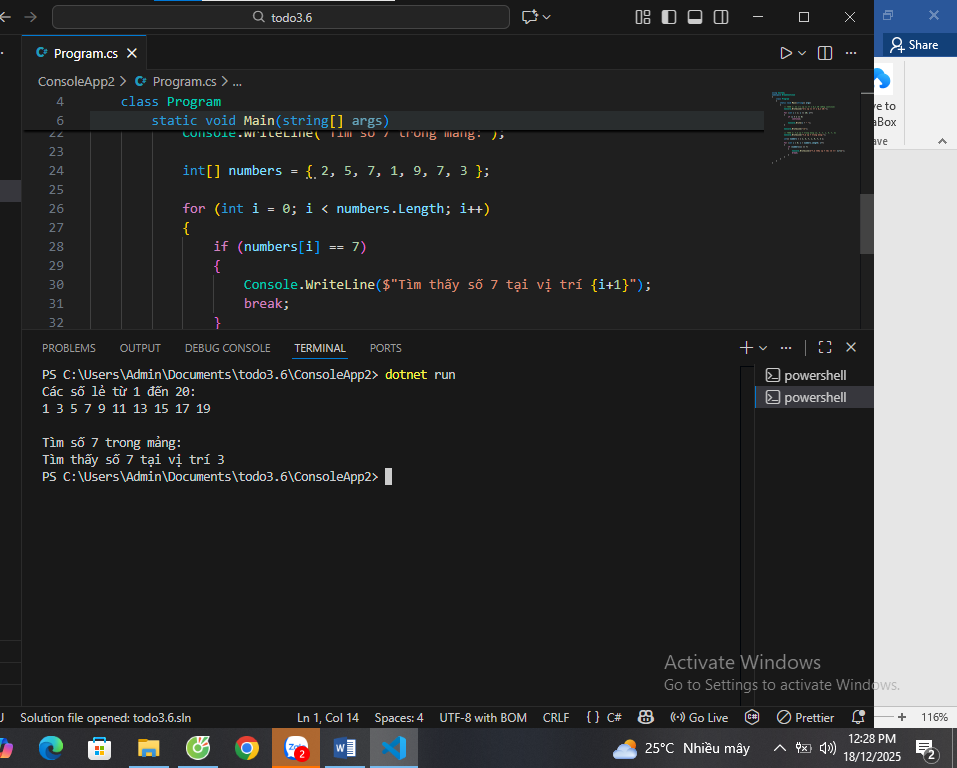 todo3.6
Share
Program.cs
ConsoleApp2 > Program.cs > ...
ve to
aBox
ave
4 class Program
6 static void Main(string[] args)
22 Console.WriteLine("Tìm số 7 trong mảng:");
23
24 int[] numbers = { 2, 5, 7, 1, 9, 7, 3 };
25
26 for (int i = 0; i < numbers.Length; i++)
27 {
28 if (numbers[i] == 7)
29 {
30 Console.WriteLine($"Tìm thấy số 7 tại vị trí {i+1}");
31 break;
32 }
PROBLEMS OUTPUT DEBUG CONSOLE TERMINAL PORTS
powershell
powershell
PS C:\Users\Admin\Documents\todo3.6\ConsoleApp2> dotnet run
Các số lẻ từ 1 đến 20:
1 3 5 7 9 11 13 15 17 19
Tìm số 7 trong mảng:
Tìm thấy số 7 tại vị trí 3
PS C:\Users\Admin\Documents\todo3.6\ConsoleApp2>
Activate Windows
Go to Settings to activate Windows.
Solution file opened: todo3.6.sln Ln 1, Col 14 Spaces: 4 UTF-8 with BOM CRLF { } C# Go Live Prettier 116%
25°C Nhiều mây 12:28 PM
18/12/2025
2
2